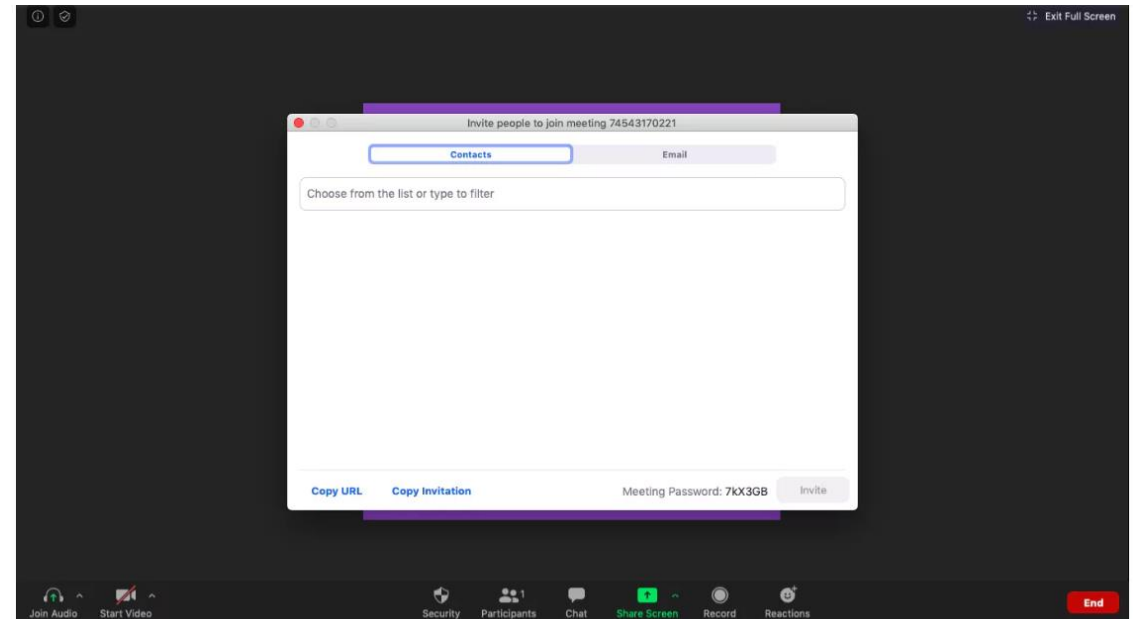 Exit Full Screen
Invite people to join meeting 74543170221
Contacts Email
Choose from the list or type to filter
Copy URL Copy Invitation Meeting Password: 7kX3GB Invite
Join Audio Start Video Security Participants 1 Chat Share Screen Record Reactions End